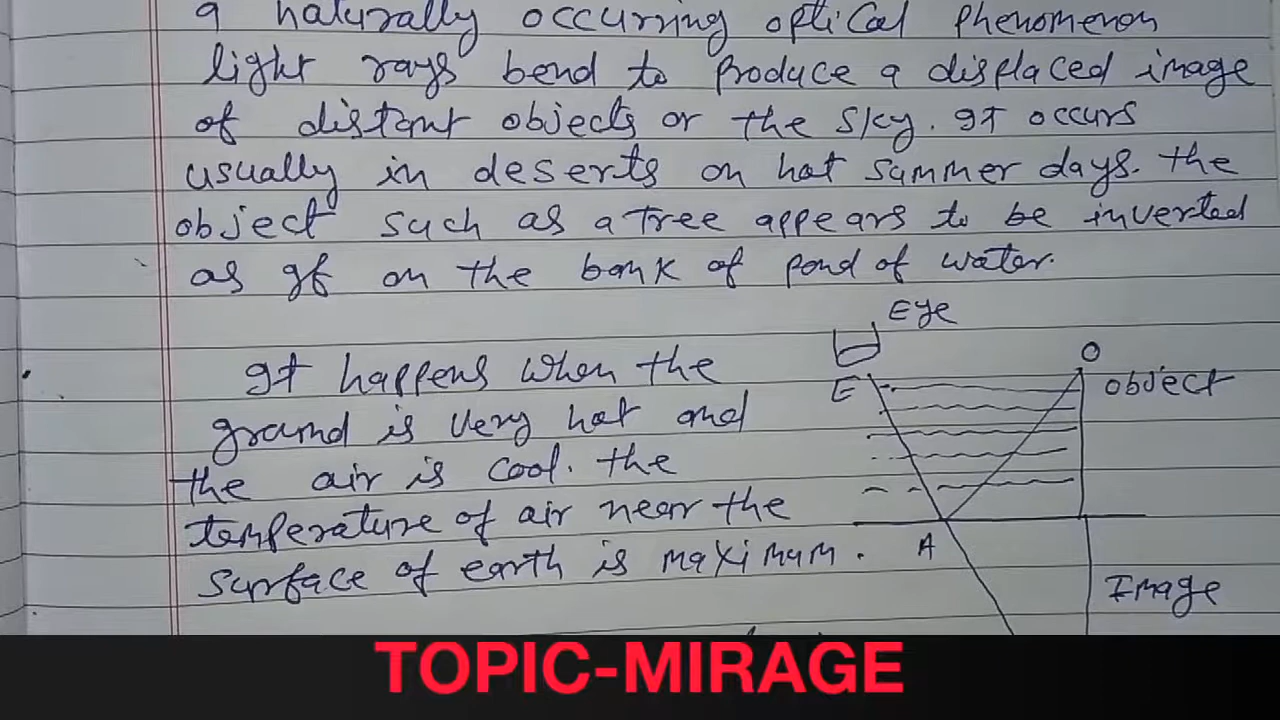 a naturally occurring optical phenomenon
light rays bend to produce a displaced image
of distant objects or the sky. It occurs
usually in deserts on hot summer days. the
object such as a tree appears to be inverted
as if on the bank of pond of water.
Eye
It happens when the
O
E
object
ground is very hot and
the air is cool. the
temperature of air near the
A
surface of earth is maximum.
Image
TOPIC-MIRAGE